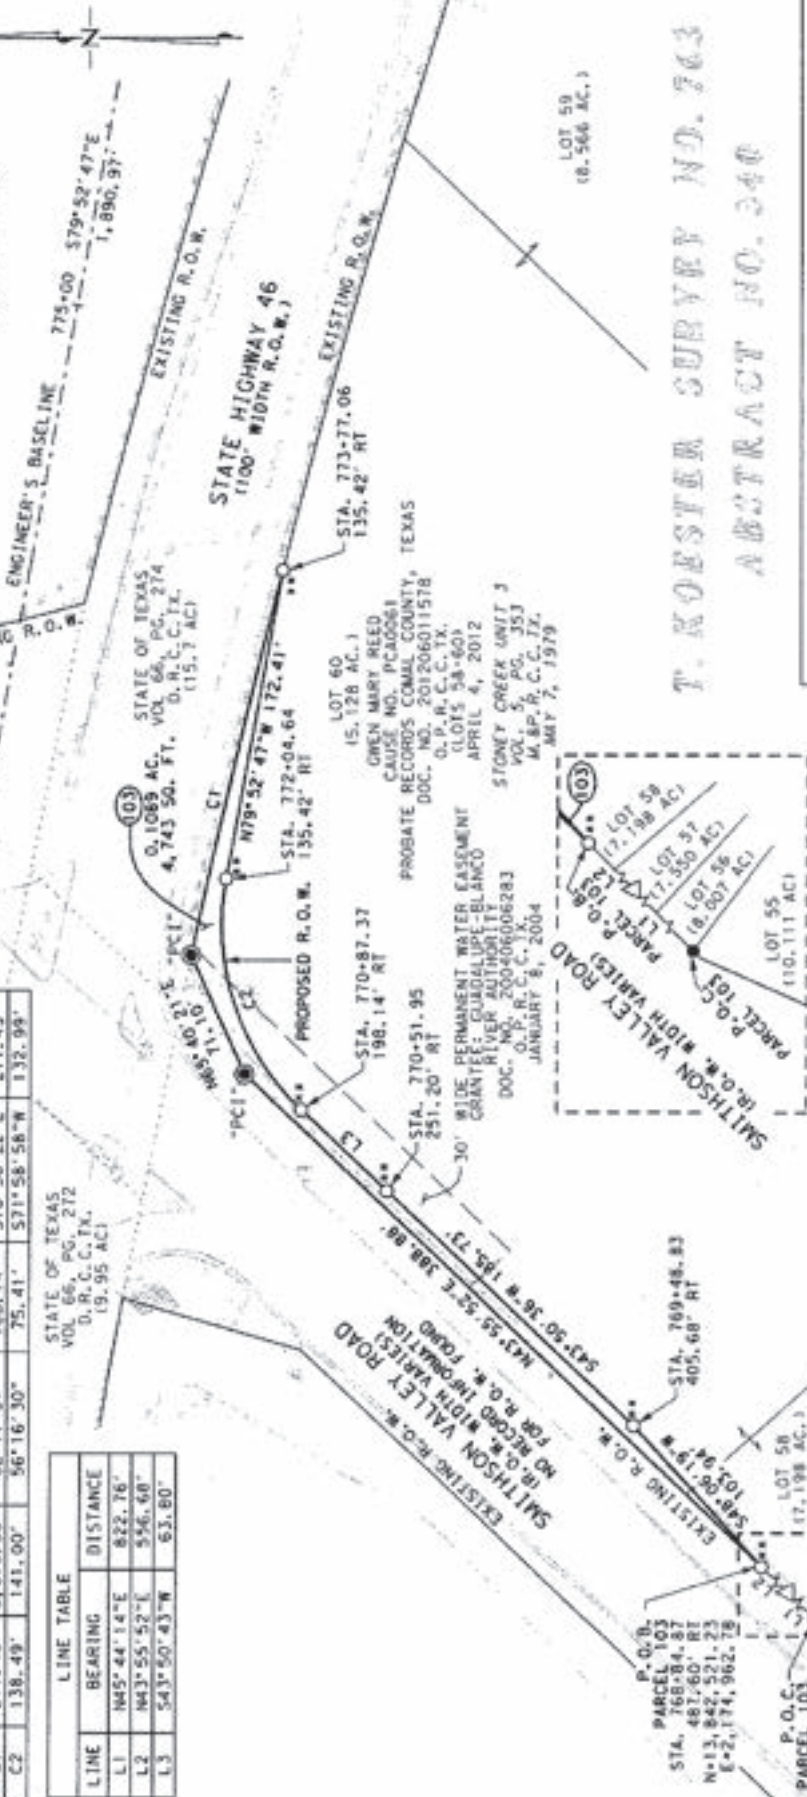 Z
ENGINEER'S BASELINE
775+00
S79°52'47"E
1,890.97'
EXISTING R.O.W.
R.O.W.
STATE HIGHWAY 46
(100' WIDTH R.O.W.)
EXISTING R.O.W.
LOT 59
(8.566 AC.)
T. KOESTER SURVEY NO. 763
ABSTRACT NO. 340
STATE OF TEXAS
VOL 66, PG. 274
D.R.C.C.TX.
(15.7 AC)
103
0.1089 AC.
4,743 SQ. FT.
C1
N79°52'47"W 172.41'
STA. 773+77.06
135.42' RT
STA. 772+04.64
135.42' RT
"PCI"
N65°40'21"E
71.10'
"PCI"
C2
PROPOSED R.O.W.
STA. 770+87.37
198.14' RT
L3
STA. 770+51.95
251.20' RT
LOT 60
(5.128 AC.)
GWEN MARY REED
CAUSE NO. PCA0061
PROBATE RECORDS COMAL COUNTY, TEXAS
DOC. NO. 201206011578
O.P.R.C.C.TX.
(LOTS 58-60)
APRIL 4, 2012
STONEY CREEK UNIT 3
VOL. 5, PG. 353
M.&P.R.C.C.TX.
MAY 7, 1979
30' WIDE PERMANENT WATER EASEMENT
GRANTEE: GUADALUPE-BLANCO
RIVER AUTHORITY
DOC. NO. 200406006283
O.P.R.C.C.TX.
JANUARY 8, 2004
103
P.O.B.
PARCEL 103
L2
LOT 58
(7.198 AC)
LOT 57
(7.550 AC)
L1
LOT 56
(8.007 AC)
LOT 55
(10.111 AC)
P.O.C.
PARCEL 103
SMITHSON VALLEY ROAD
(R.O.W. WIDTH VARIES)
STATE OF TEXAS
VOL 66, PG. 272
D.R.C.C.TX.
(9.95 AC)
N43°55'52"E 388.88'
S43°50'36"W 185.73'
SMITHSON VALLEY ROAD
(R.O.W. WIDTH VARIES)
NO RECORD INFORMATION
FOR R.O.W. FOUND
EXISTING R.O.W.
EXISTING R.O.W.
STA. 769+48.83
405.68' RT
S48°06'19"W
103.94'
LOT 58
(7.198 AC.)
P.O.B.
PARCEL 103
STA. 768+84.87
487.60' RT
N=13,842,521.23
E=2,174,962.78
L2
P.O.C.
PARCEL 103
C2 138.49' 141.00' 56°16'30" 75.41' S71°58'58"W 132.99'
LINE TABLE
LINE BEARING DISTANCE
L1 N45°44'14"E 822.76'
L2 N43°55'52"E 556.68'
L3 S43°50'43"W 63.80'